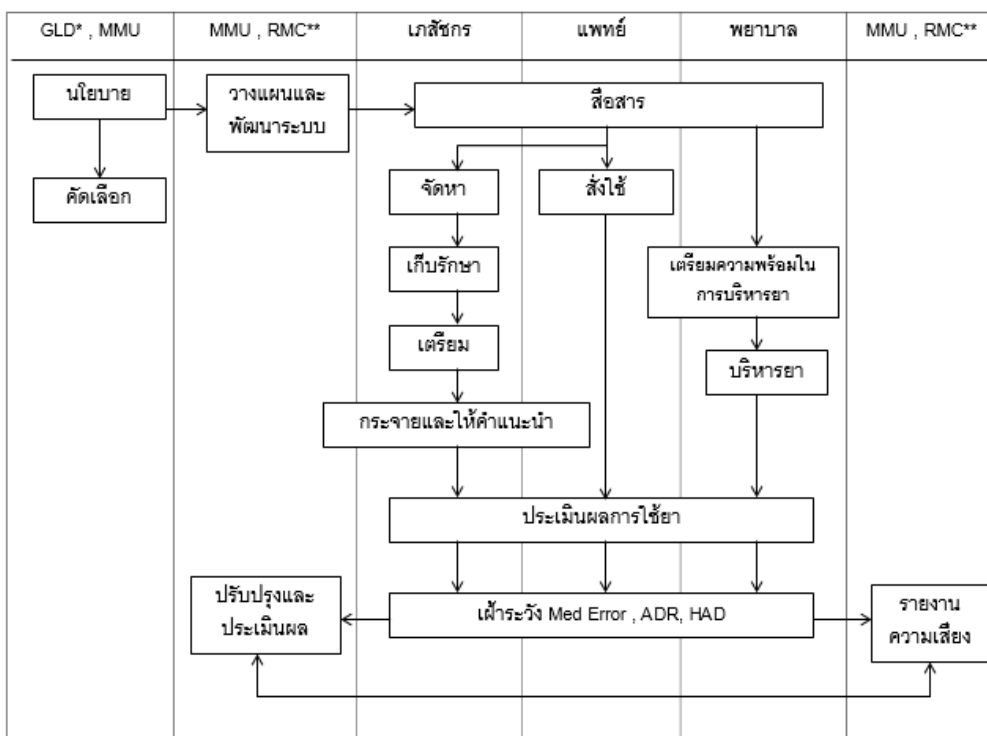 GLD* , MMU
MMU , RMC**
เภสัชกร
แพทย์
พยาบาล
MMU , RMC**
นโยบาย
วางแผนและ
พัฒนาระบบ
สื่อสาร
คัดเลือก
จัดหา
สั่งใช้
เก็บรักษา
เตรียมความพร้อมใน
การบริหารยา
เตรียม
บริหารยา
กระจายและให้คำแนะนำ
ประเมินผลการใช้ยา
ปรับปรุงและ
ประเมินผล
เฝ้าระวัง Med Error , ADR, HAD
รายงาน
ความเสี่ยง